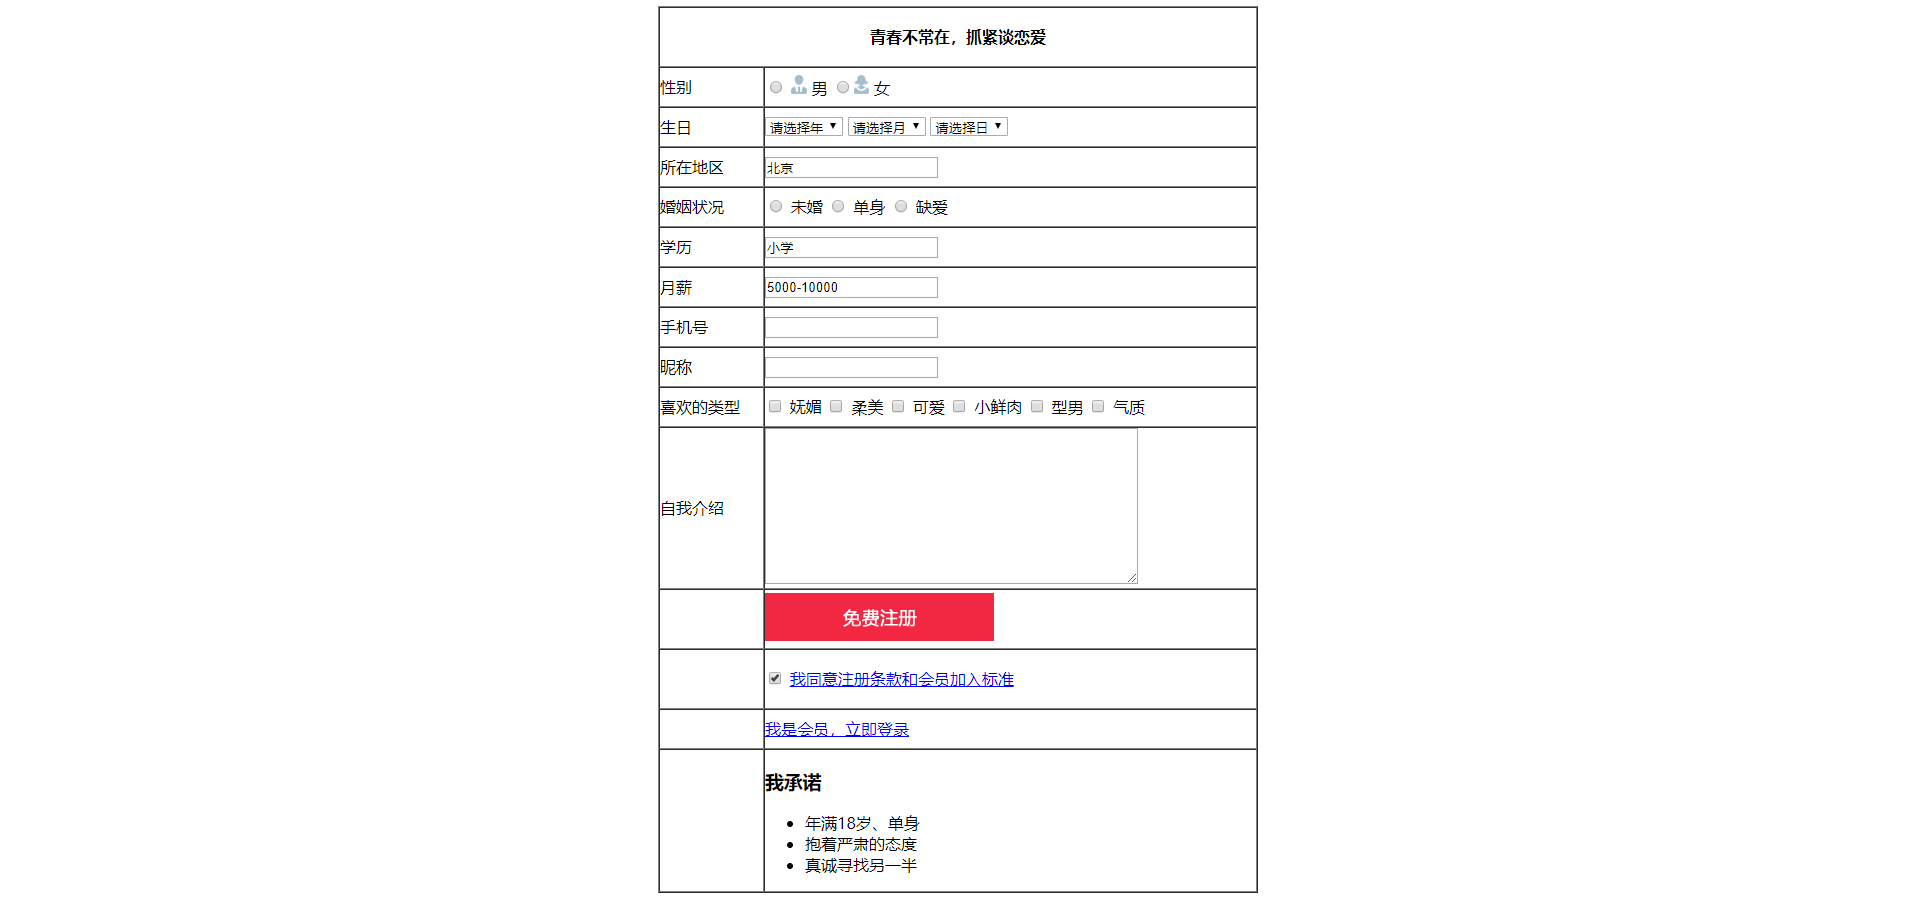 青春不常在，抓紧谈恋爱
性别 男 女
生日 请选择年 请选择月 请选择日
所在地区 北京
婚姻状况 未婚 单身 缺爱
学历 小学
月薪 5000-10000
手机号
昵称
喜欢的类型 妩媚 柔美 可爱 小鲜肉 型男 气质
自我介绍
免费注册
我同意注册条款和会员加入标准
我是会员，立即登录
我承诺
年满18岁、单身
抱着严肃的态度
真诚寻找另一半